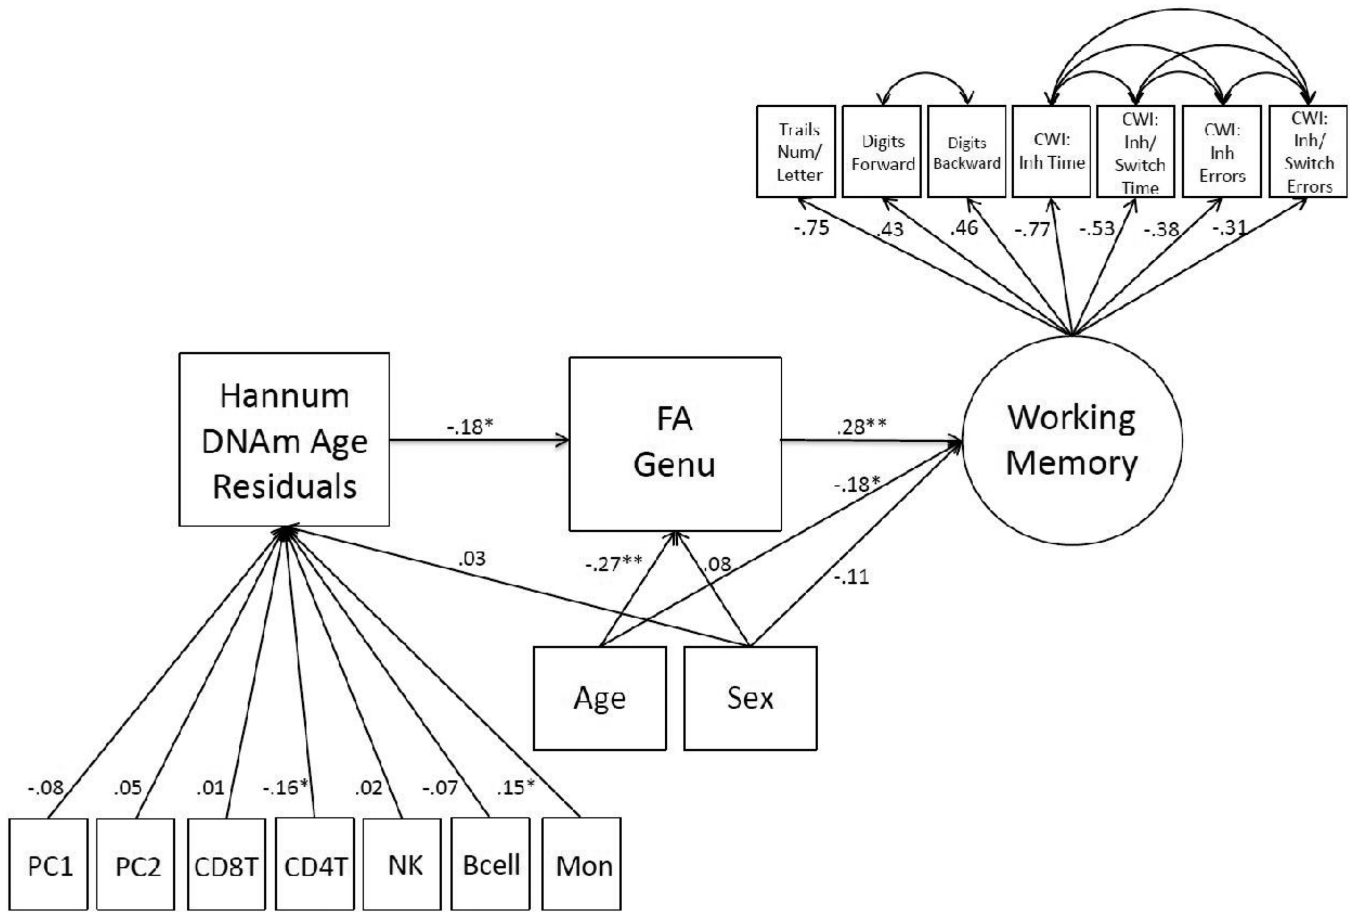 Trails
Num/
Letter
Digits
Forward
Digits
Backward
CWI:
Inh Time
CWI:
Inh/
Switch
Time
CWI:
Inh
Errors
CWI:
Inh/
Switch
Errors
-.75
.43
.46
-.77
-.53
-.38
-.31
Hannum
DNAm Age
Residuals
-.18*
FA
Genu
.28**
-.18*
Working
Memory
.03
-.27**
.08
-.11
Age
Sex
-.08
.05
.01
-.16*
.02
-.07
.15*
PC1
PC2
CD8T
CD4T
NK
Bcell
Mon